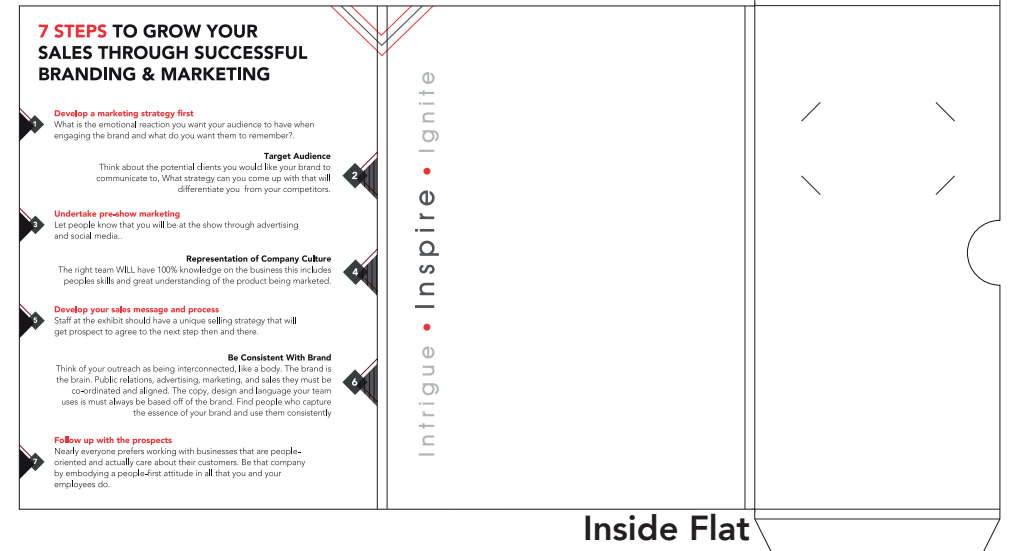 7 STEPS TO GROW YOUR
SALES THROUGH SUCCESSFUL
BRANDING & MARKETING
1
Develop a marketing strategy first
What is the emotional reaction you want your audience to have when
engaging the brand and what do you want them to remember?.
Target Audience
Think about the potential clients you would like your brand to
communicate to, What strategy can you come up with that will
differentiate you from your competitors.
2
Undertake pre-show marketing
Let people know that you will be at the show through advertising
and social media..
3
Representation of Company Culture
The right team WILL have 100% knowledge on the business this includes
peoples skills and great understanding of the product being marketed.
4
Develop your sales message and process
Staff at the exhibit should have a unique selling strategy that will
get prospect to agree to the next step then and there.
5
Be Consistent With Brand
Think of your outreach as being interconnected, like a body. The brand is
the brain. Public relations, advertising, marketing, and sales they must be
co-ordinated and aligned. The copy, design and language your team
uses is must always be based off of the brand. Find people who capture
the essence of your brand and use them consistently
6
Follow up with the prospects
Nearly everyone prefers working with businesses that are people-
oriented and actually care about their customers. Be that company
by embodying a people-first attitude in all that you and your
employees do.
7
Intrigue • Inspire • Ignite
Inside Flat